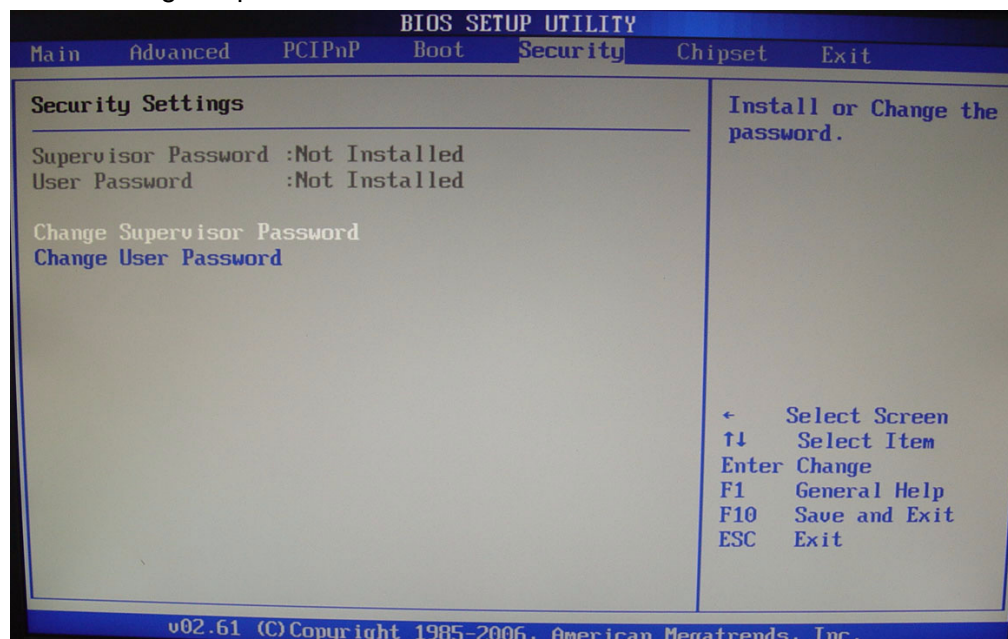 BIOS SETUP UTILITY
Main Advanced PCIPnP Boot Security Chipset Exit
Security Settings
Supervisor Password :Not Installed
User Password :Not Installed
Change Supervisor Password
Change User Password
Install or Change the
password.
← Select Screen
↑↓ Select Item
Enter Change
F1 General Help
F10 Save and Exit
ESC Exit
v02.61 (C)Copyright 1985-2006, American Megatrends, Inc.